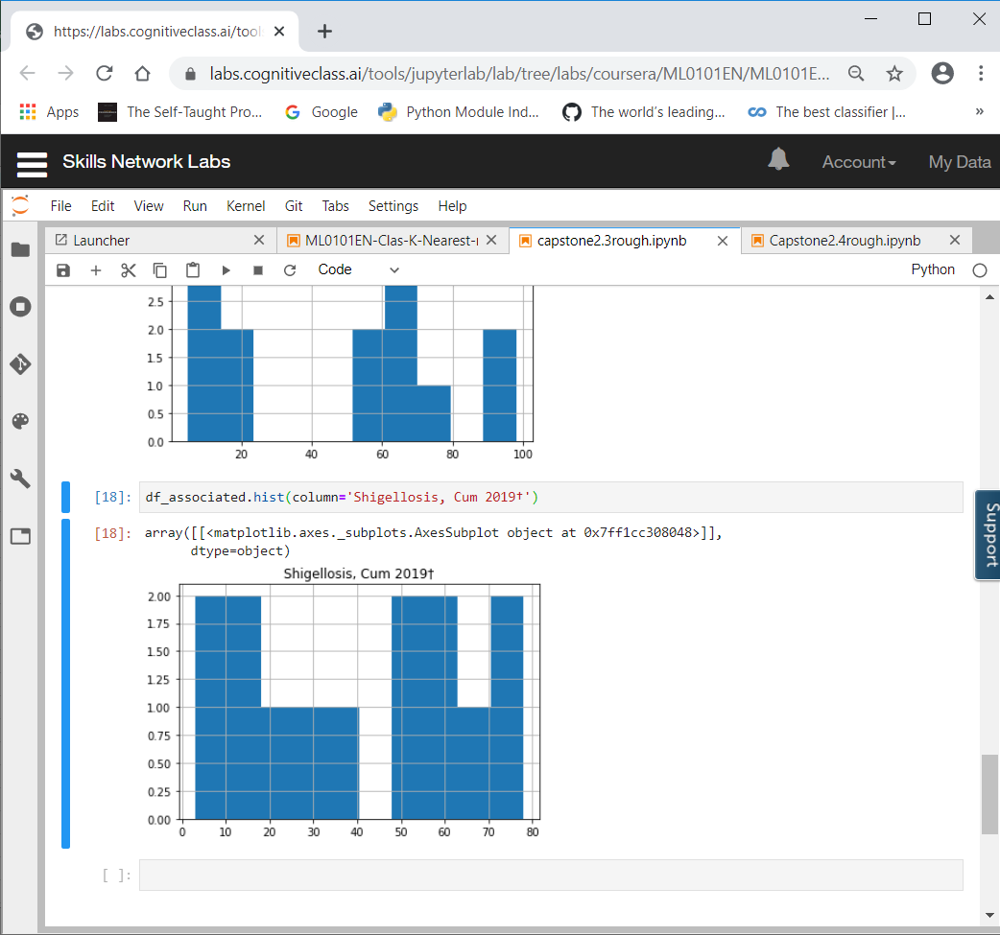 https://labs.cognitiveclass.ai/tool
labs.cognitiveclass.ai/tools/jupyterlab/lab/tree/labs/coursera/ML0101EN/ML0101E...
Apps The Self-Taught Pro... Google Python Module Ind... The world's leading... The best classifier |... »
Skills Network Labs Account My Data
File Edit View Run Kernel Git Tabs Settings Help
Launcher ML0101EN-Clas-K-Nearest- capstone2.3rough.ipynb Capstone2.4rough.ipynb
Code Python
2.5
2.0
1.5
1.0
0.5
0.0
20 40 60 80 100
[18]: df_associated.hist(column='Shigellosis, Cum 2019†')
[18]: array([[<matplotlib.axes._subplots.AxesSubplot object at 0x7ff1cc308048>]],
dtype=object)
Shigellosis, Cum 2019†
2.00
1.75
1.50
1.25
1.00
0.75
0.50
0.25
0.00
0 10 20 30 40 50 60 70 80
[ ]:
Support